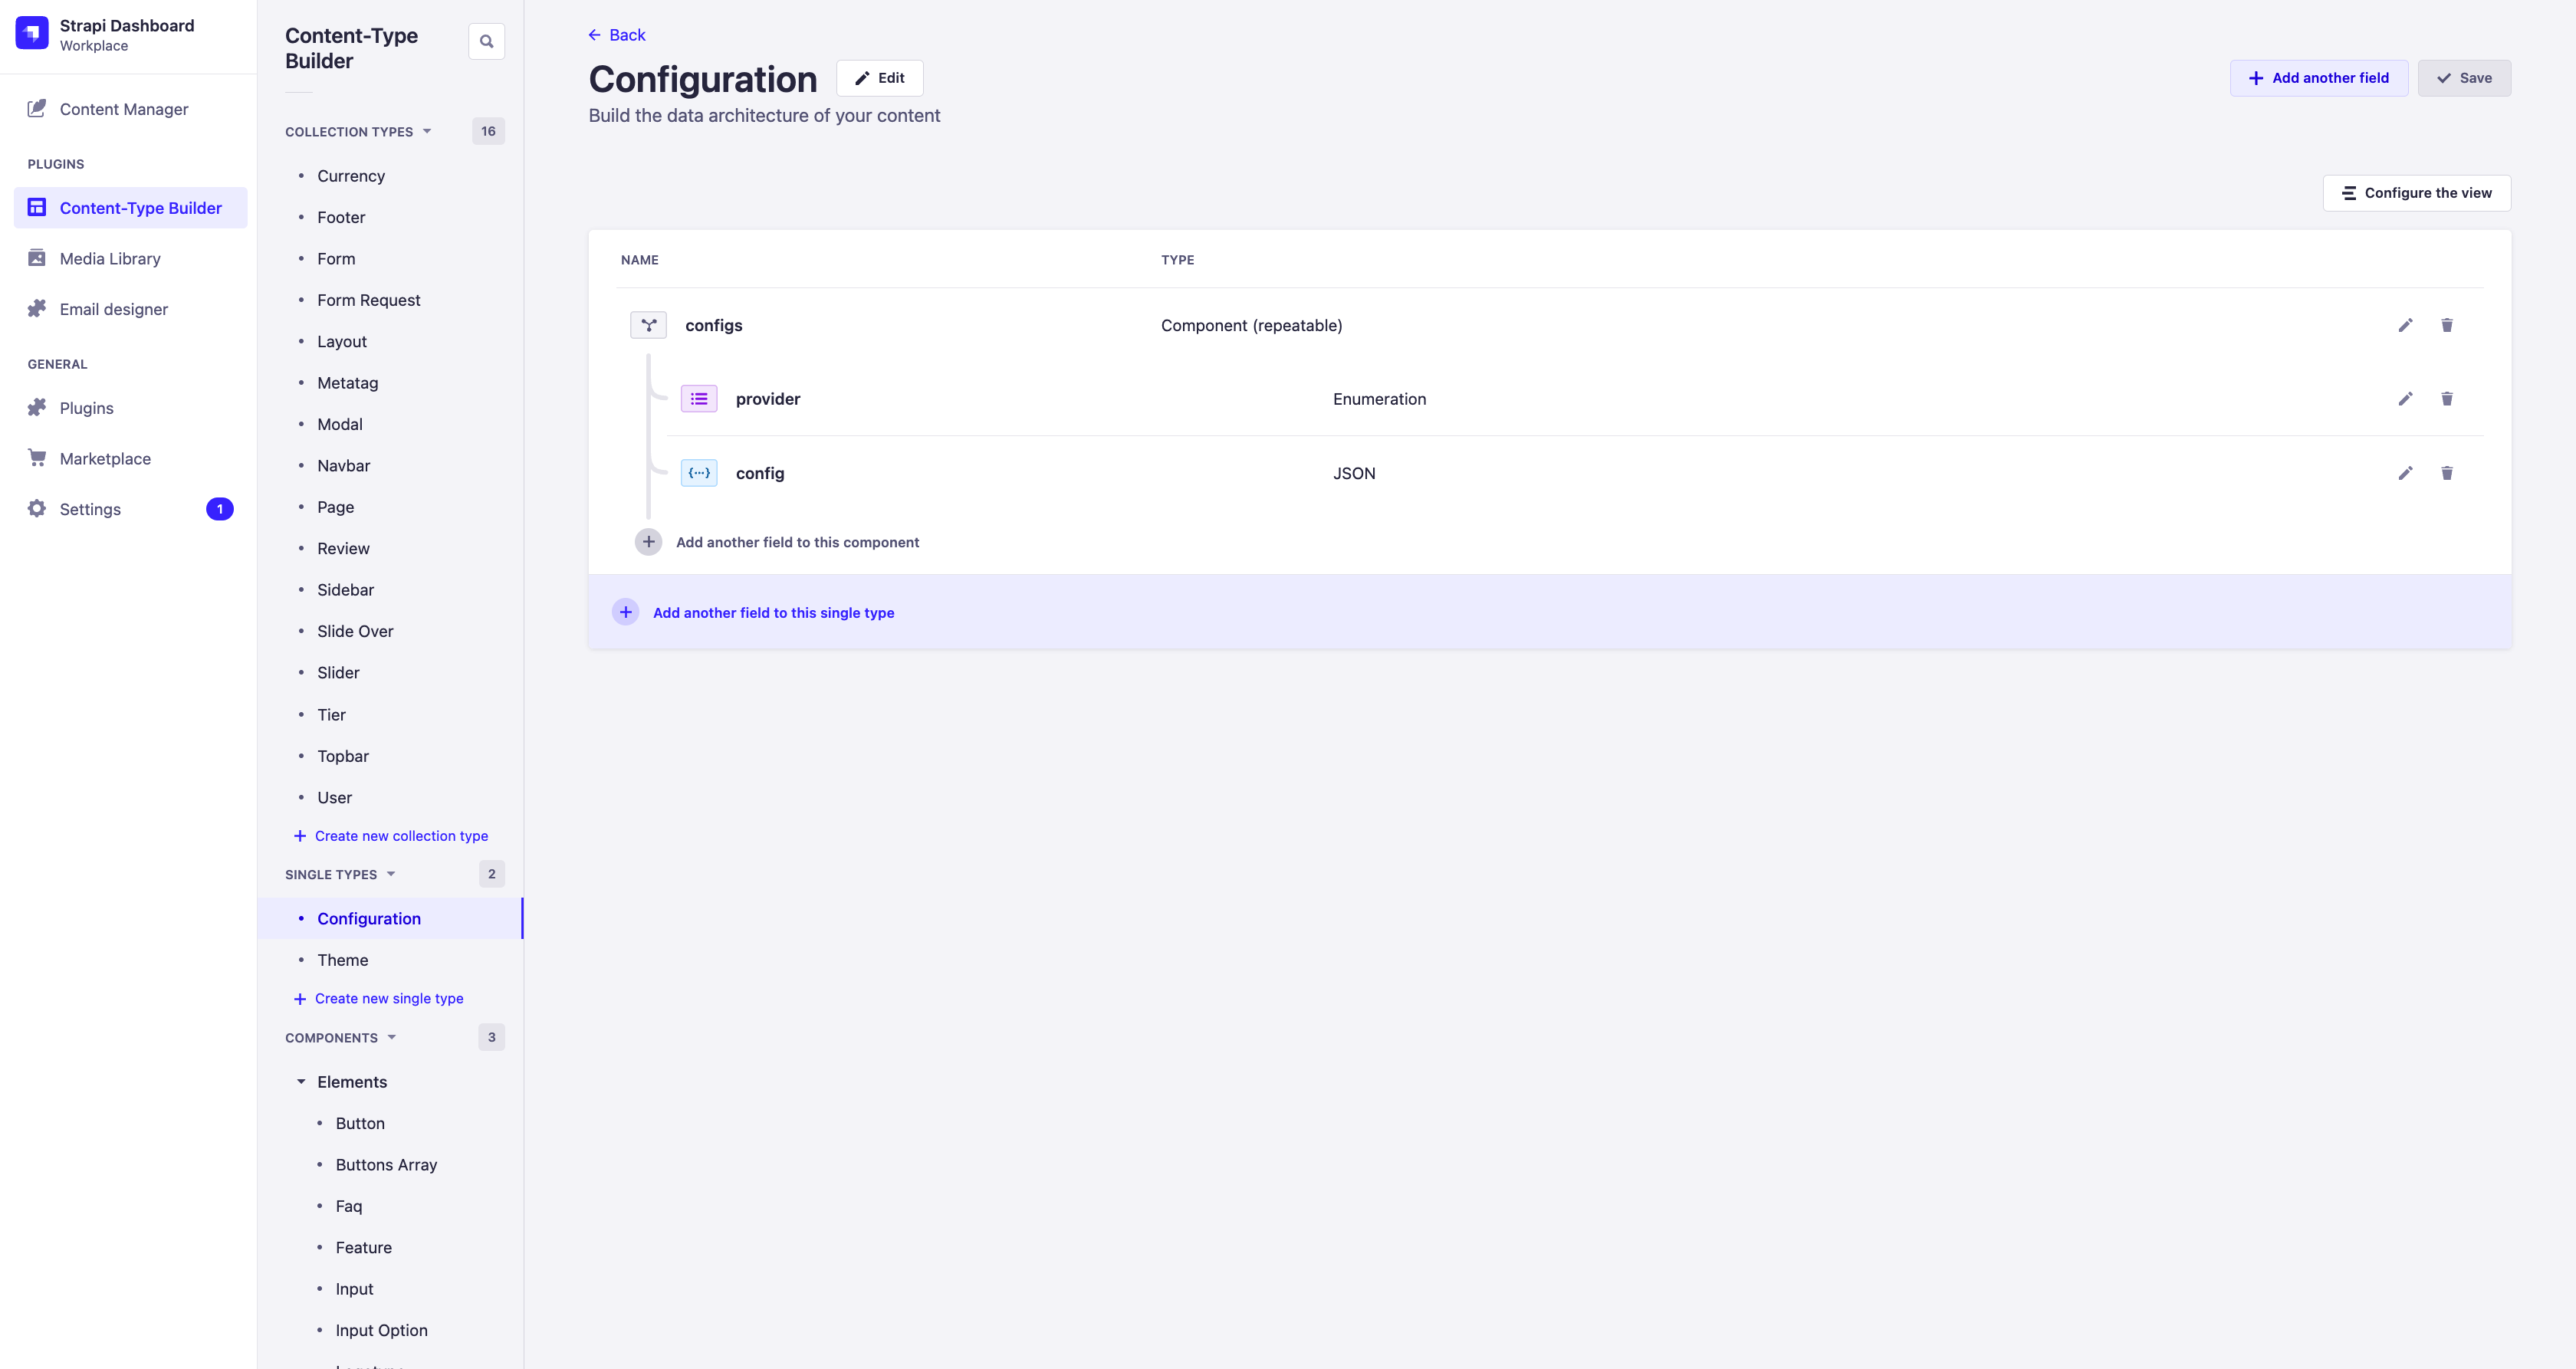 Strapi Dashboard
Workplace
Content Manager
PLUGINS
Content-Type Builder
Media Library
Email designer
GENERAL
Plugins
Marketplace
Settings
1
Content-Type
Builder
COLLECTION TYPES
16
Currency
Footer
Form
Form Request
Layout
Metatag
Modal
Navbar
Page
Review
Sidebar
Slide Over
Slider
Tier
Topbar
User
Create new collection type
SINGLE TYPES
2
Configuration
Theme
Create new single type
COMPONENTS
3
Elements
Button
Buttons Array
Faq
Feature
Input
Input Option
Back
Configuration
Edit
Add another field
Save
Build the data architecture of your content
Configure the view
NAME TYPE
configs Component (repeatable)
provider Enumeration
config JSON
Add another field to this component
Add another field to this single type